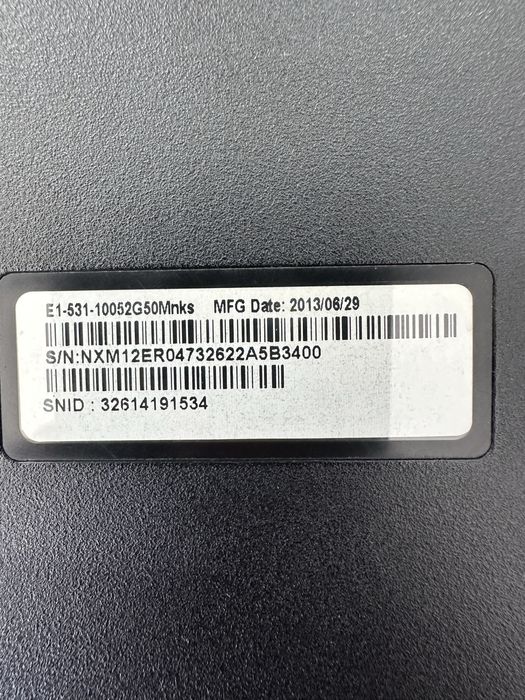 E1-531-10052G50Mnks MFG Date: 2013/06/29
S/N:NXM12ER04732622A5B3400
SNID : 32614191534